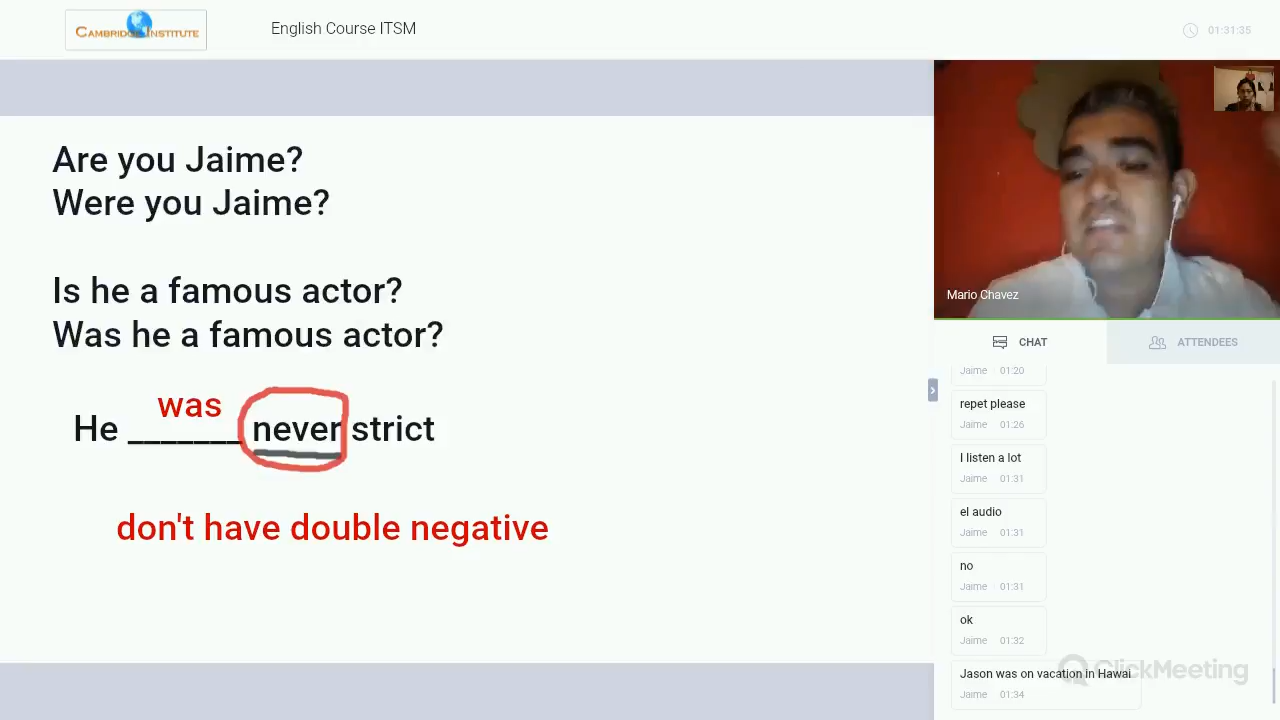 CAMBRIDGE INSTITUTE
English Course ITSM
01:31:35
Are you Jaime?
Were you Jaime?
Is he a famous actor?
Was he a famous actor?
was
He _______ never strict
don't have double negative
Mario Chavez
CHAT
ATTENDEES
Jaime 01:20
repet please
Jaime 01:26
I listen a lot
Jaime 01:31
el audio
Jaime 01:31
no
Jaime 01:31
ok
Jaime 01:32
Jason was on vacation in Hawai
Jaime 01:34
ClickMeeting